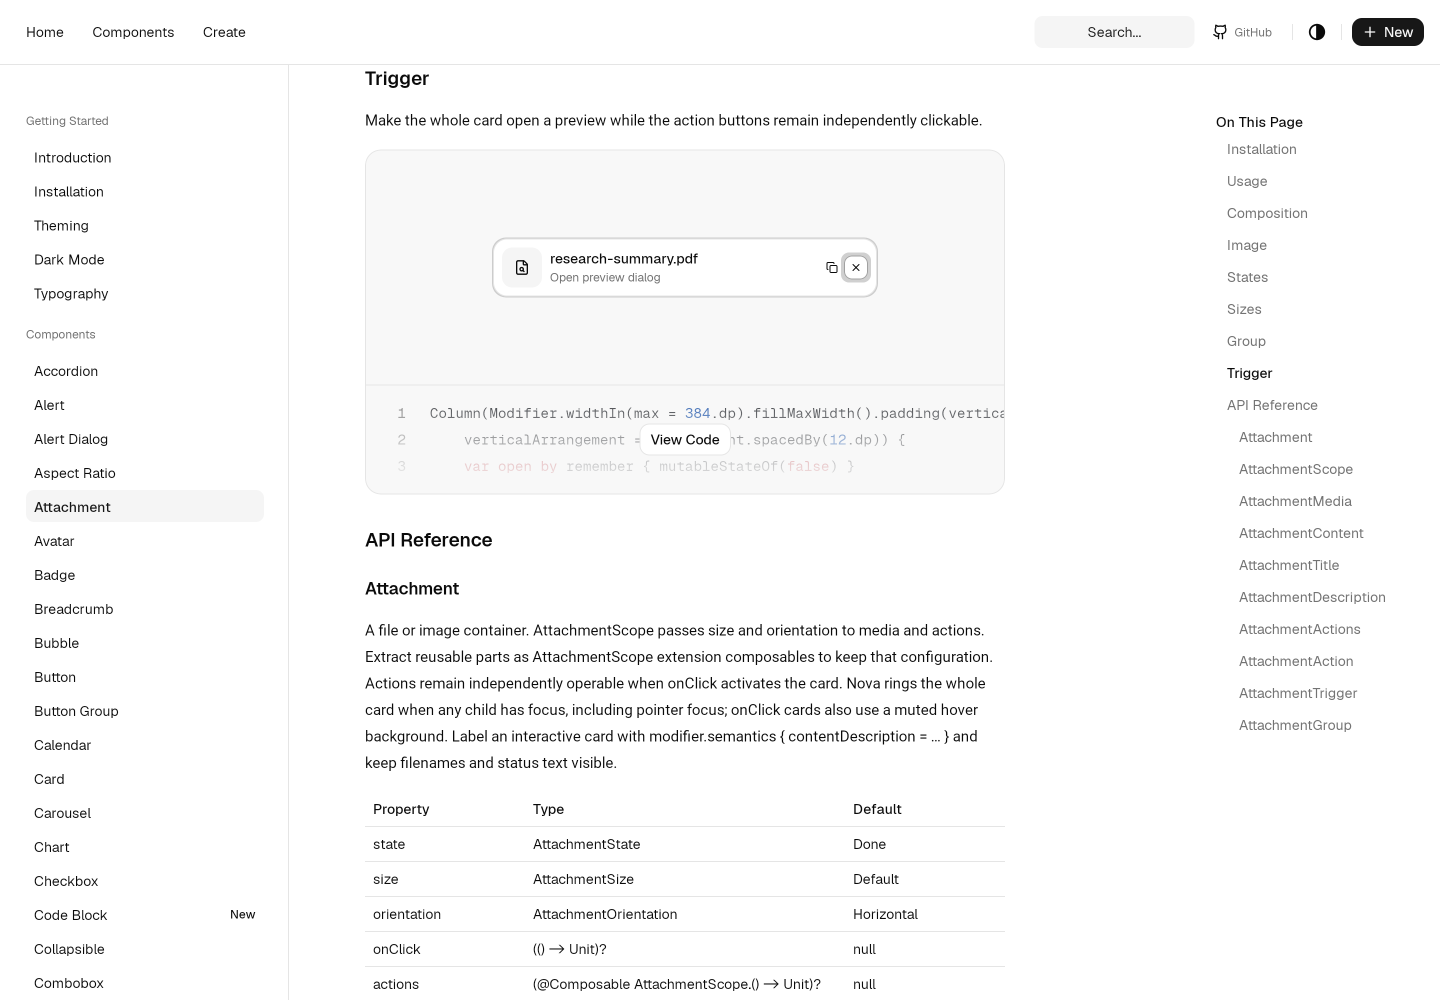 Home
Components
Create
Search...
GitHub
New
Getting Started
Introduction
Installation
Theming
Dark Mode
Typography
Components
Accordion
Alert
Alert Dialog
Aspect Ratio
Attachment
Avatar
Badge
Breadcrumb
Bubble
Button
Button Group
Calendar
Card
Carousel
Chart
Checkbox
Code Block New
Collapsible
Combobox
Trigger
Make the whole card open a preview while the action buttons remain independently clickable.
research-summary.pdf
Open preview dialog
1 Column(Modifier.widthIn(max = 384.dp).fillMaxWidth().padding(vertica
2 verticalArrangement = nt.spacedBy(12.dp)) {
View Code
3 var open by remember { mutableStateOf(false) }
API Reference
Attachment
A file or image container. AttachmentScope passes size and orientation to media and actions.
Extract reusable parts as AttachmentScope extension composables to keep that configuration.
Actions remain independently operable when onClick activates the card. Nova rings the whole
card when any child has focus, including pointer focus; onClick cards also use a muted hover
background. Label an interactive card with modifier.semantics { contentDescription = … } and
keep filenames and status text visible.
Property Type Default
state AttachmentState Done
size AttachmentSize Default
orientation AttachmentOrientation Horizontal
onClick (() -> Unit)? null
actions (@Composable AttachmentScope.() -> Unit)? null
On This Page
Installation
Usage
Composition
Image
States
Sizes
Group
Trigger
API Reference
Attachment
AttachmentScope
AttachmentMedia
AttachmentContent
AttachmentTitle
AttachmentDescription
AttachmentActions
AttachmentAction
AttachmentTrigger
AttachmentGroup